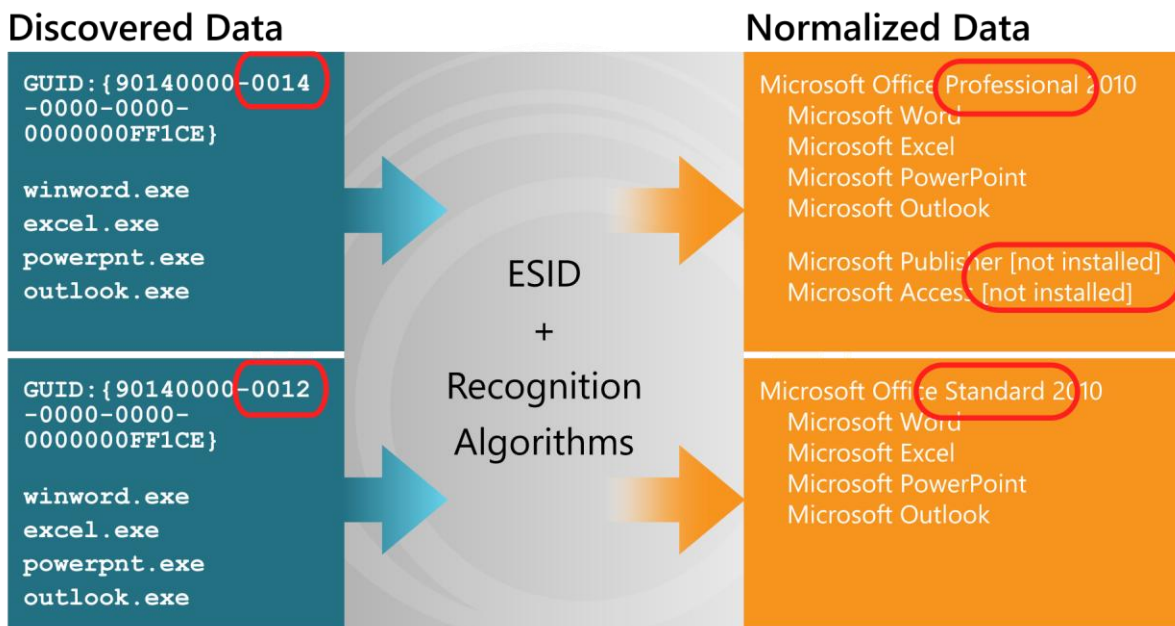 Discovered Data
GUID:{90140000-0014
-0000-0000-
0000000FF1CE}
winword.exe
excel.exe
powerpnt.exe
outlook.exe
GUID:{90140000-0012
-0000-0000-
0000000FF1CE}
winword.exe
excel.exe
powerpnt.exe
outlook.exe
ESID
+
Recognition
Algorithms
Normalized Data
Microsoft Office Professional 2010
Microsoft Word
Microsoft Excel
Microsoft PowerPoint
Microsoft Outlook
Microsoft Publisher [not installed]
Microsoft Access [not installed]
Microsoft Office Standard 2010
Microsoft Word
Microsoft Excel
Microsoft PowerPoint
Microsoft Outlook